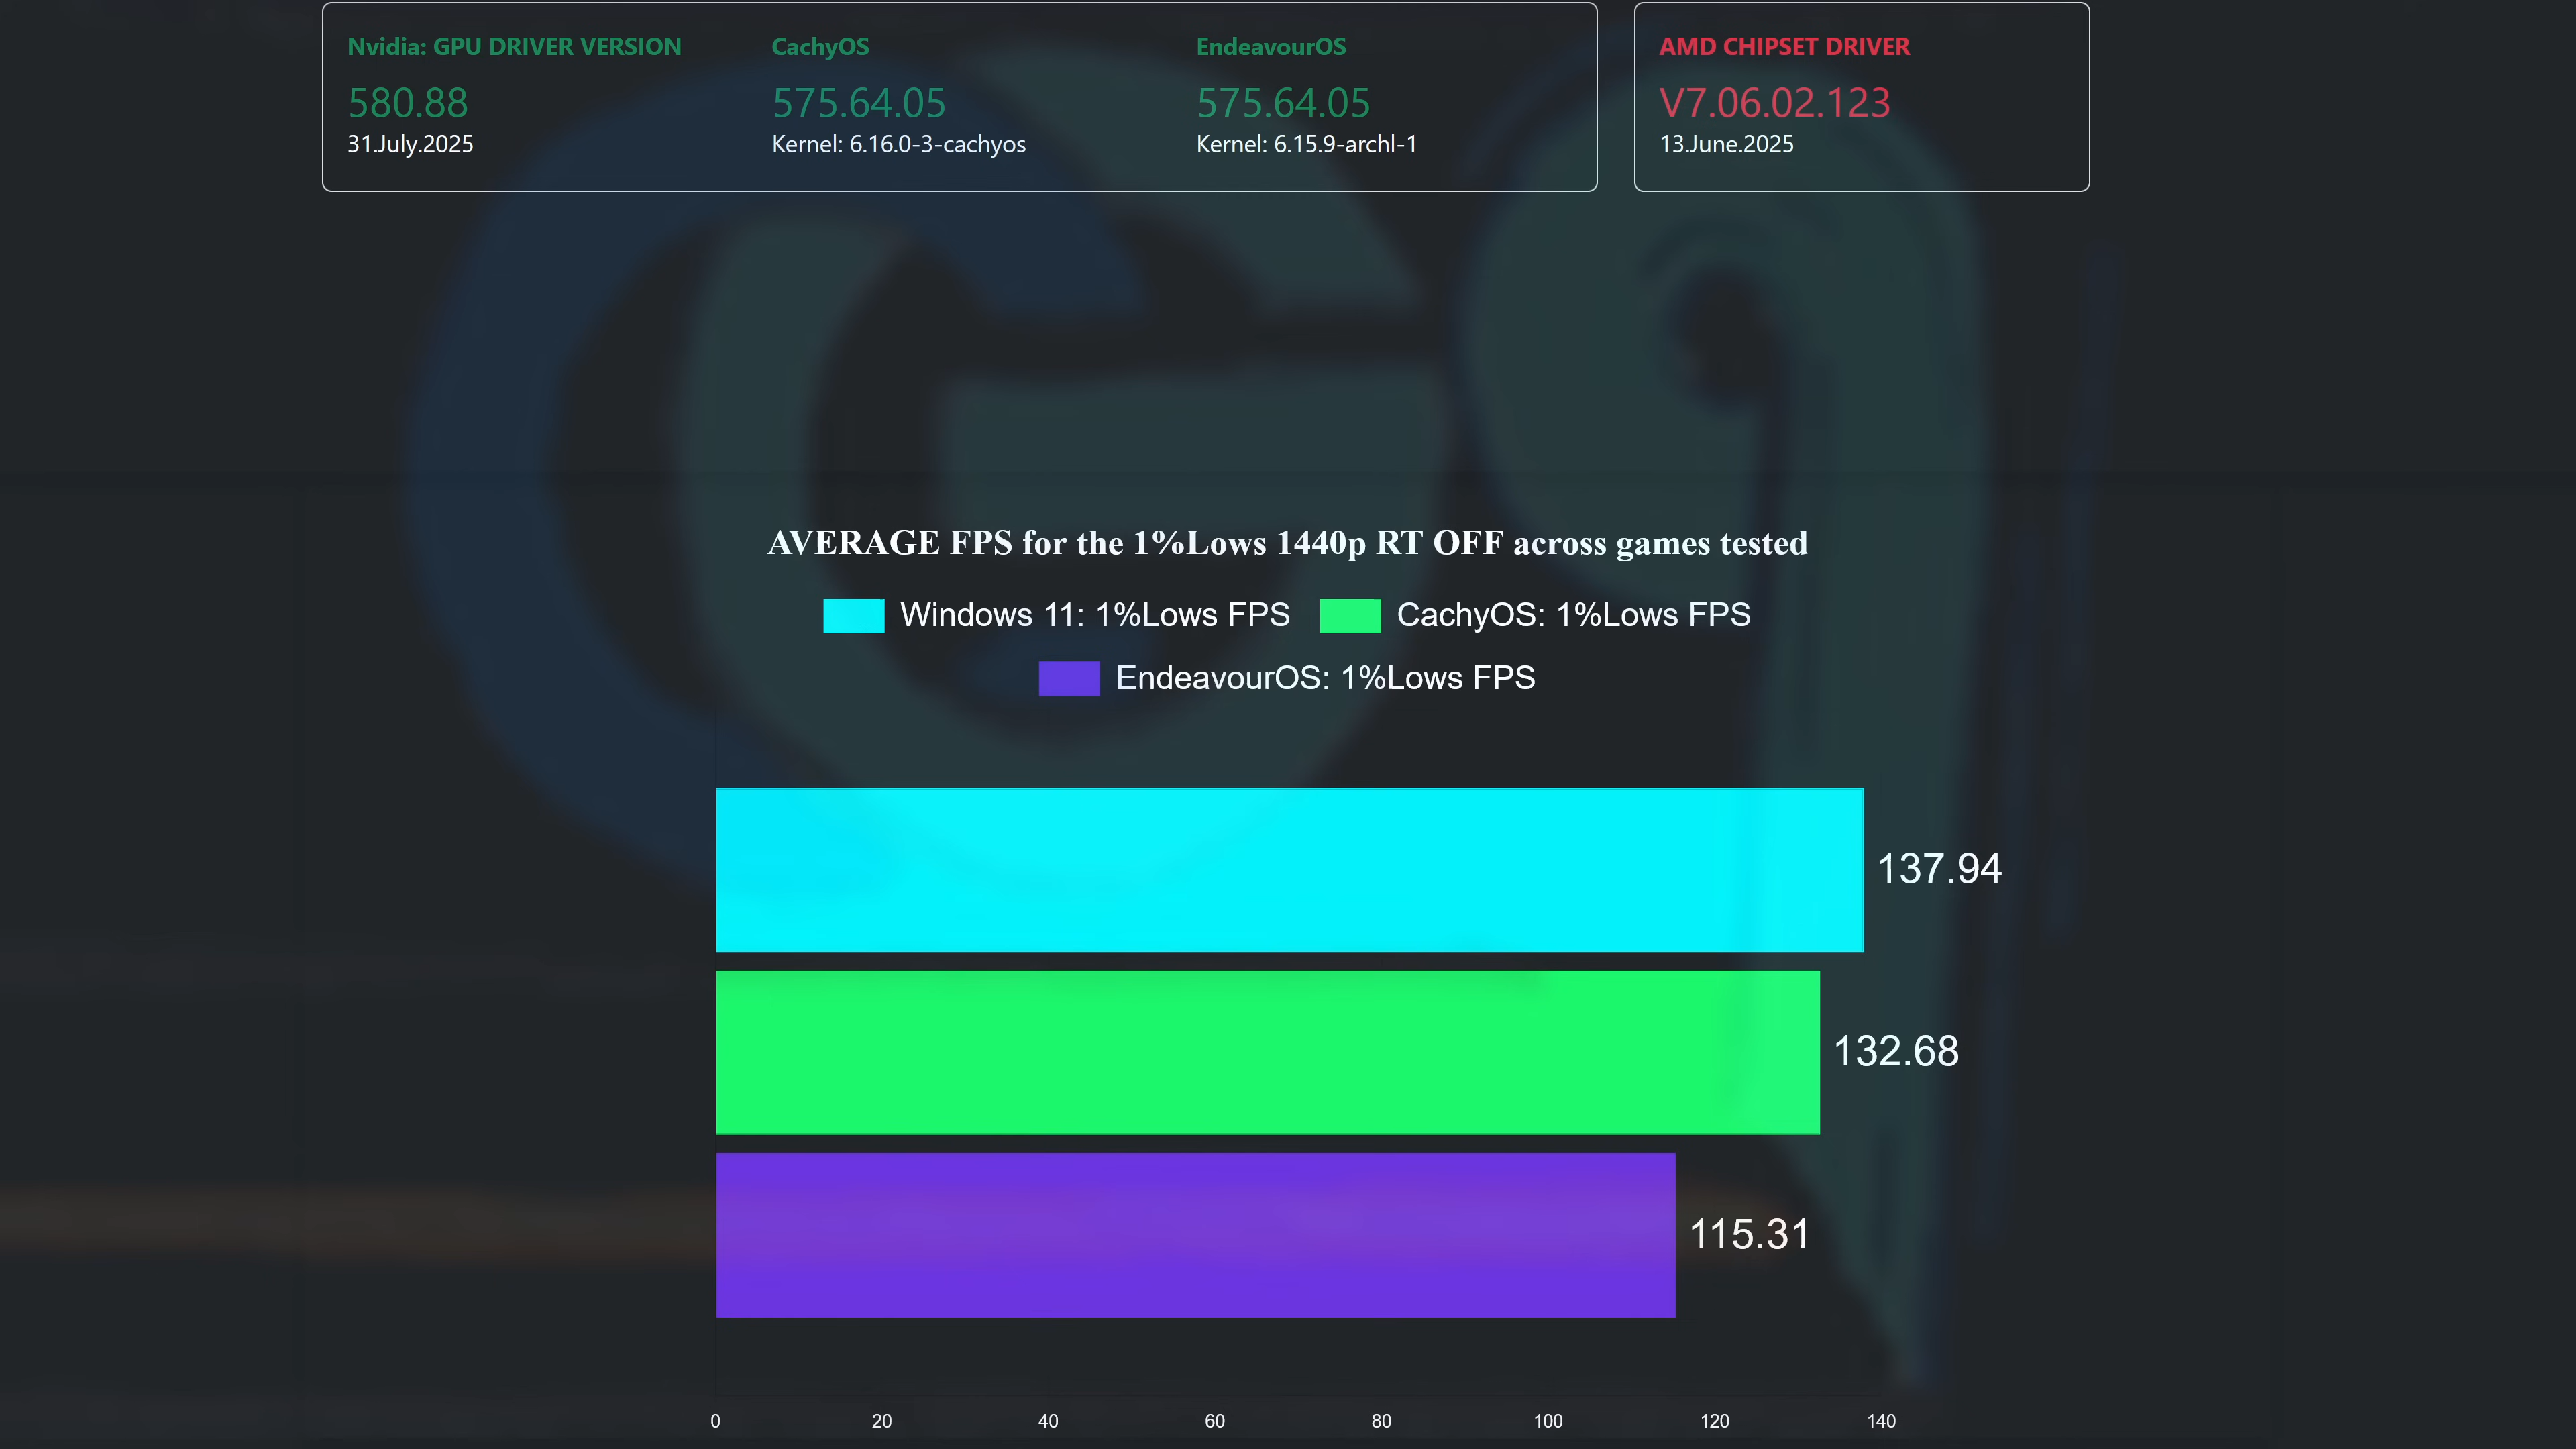 Nvidia: GPU DRIVER VERSION
580.88
31.July.2025
CachyOS
575.64.05
Kernel: 6.16.0-3-cachyos
EndeavourOS
575.64.05
Kernel: 6.15.9-archl-1
AMD CHIPSET DRIVER
V7.06.02.123
13.June.2025
AVERAGE FPS for the 1%Lows 1440p RT OFF across games tested
Windows 11: 1%Lows FPS
CachyOS: 1%Lows FPS
EndeavourOS: 1%Lows FPS
137.94
132.68
115.31
0 20 40 60 80 100 120 140